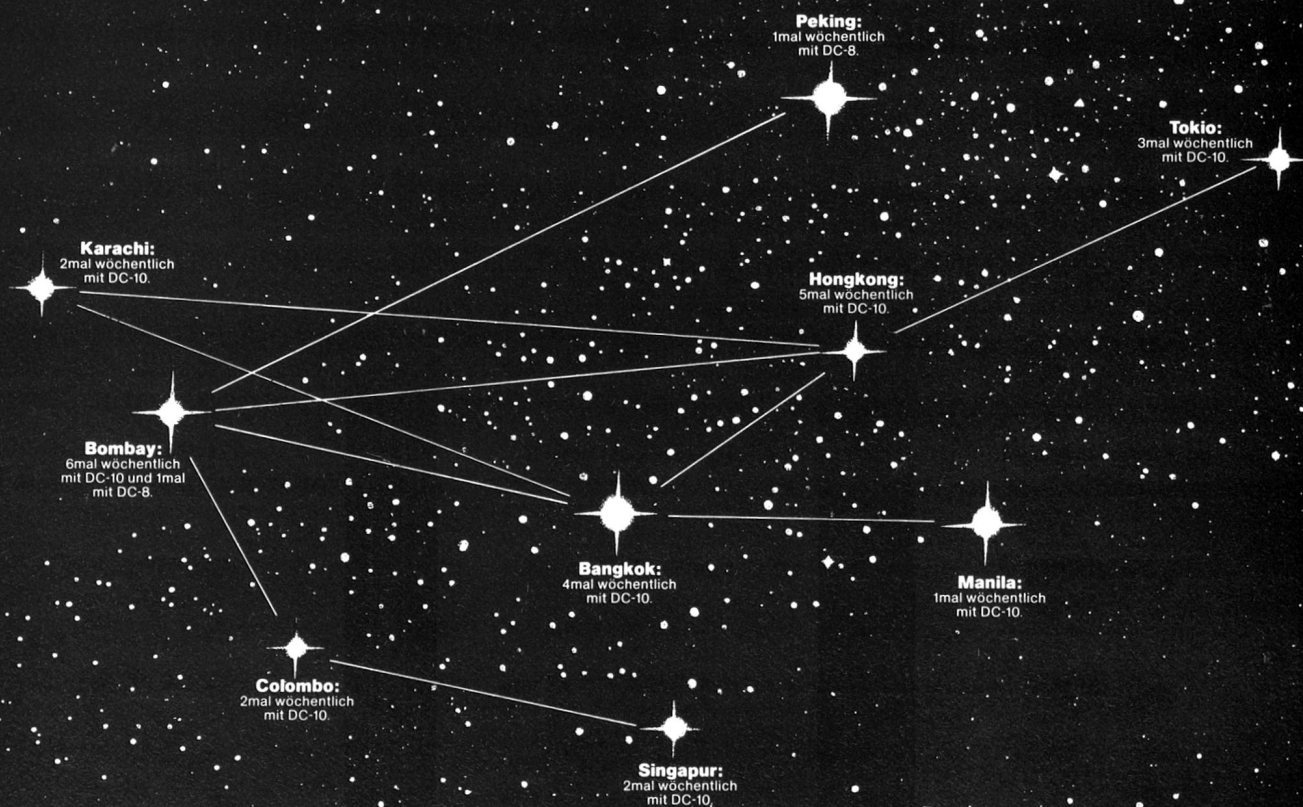 Peking:
1mal wöchentlich
mit DC-8.
Tokio:
3mal wöchentlich
mit DC-10.
Karachi:
2mal wöchentlich
mit DC-10.
Hongkong:
5mal wöchentlich
mit DC-10.
Bombay:
6mal wöchentlich
mit DC-10 und 1mal
mit DC-8.
Bangkok:
4mal wöchentlich
mit DC-10.
Manila:
1mal wöchentlich
mit DC-10.
Colombo:
2mal wöchentlich
mit DC-10.
Singapur:
2mal wöchentlich
mit DC-10.